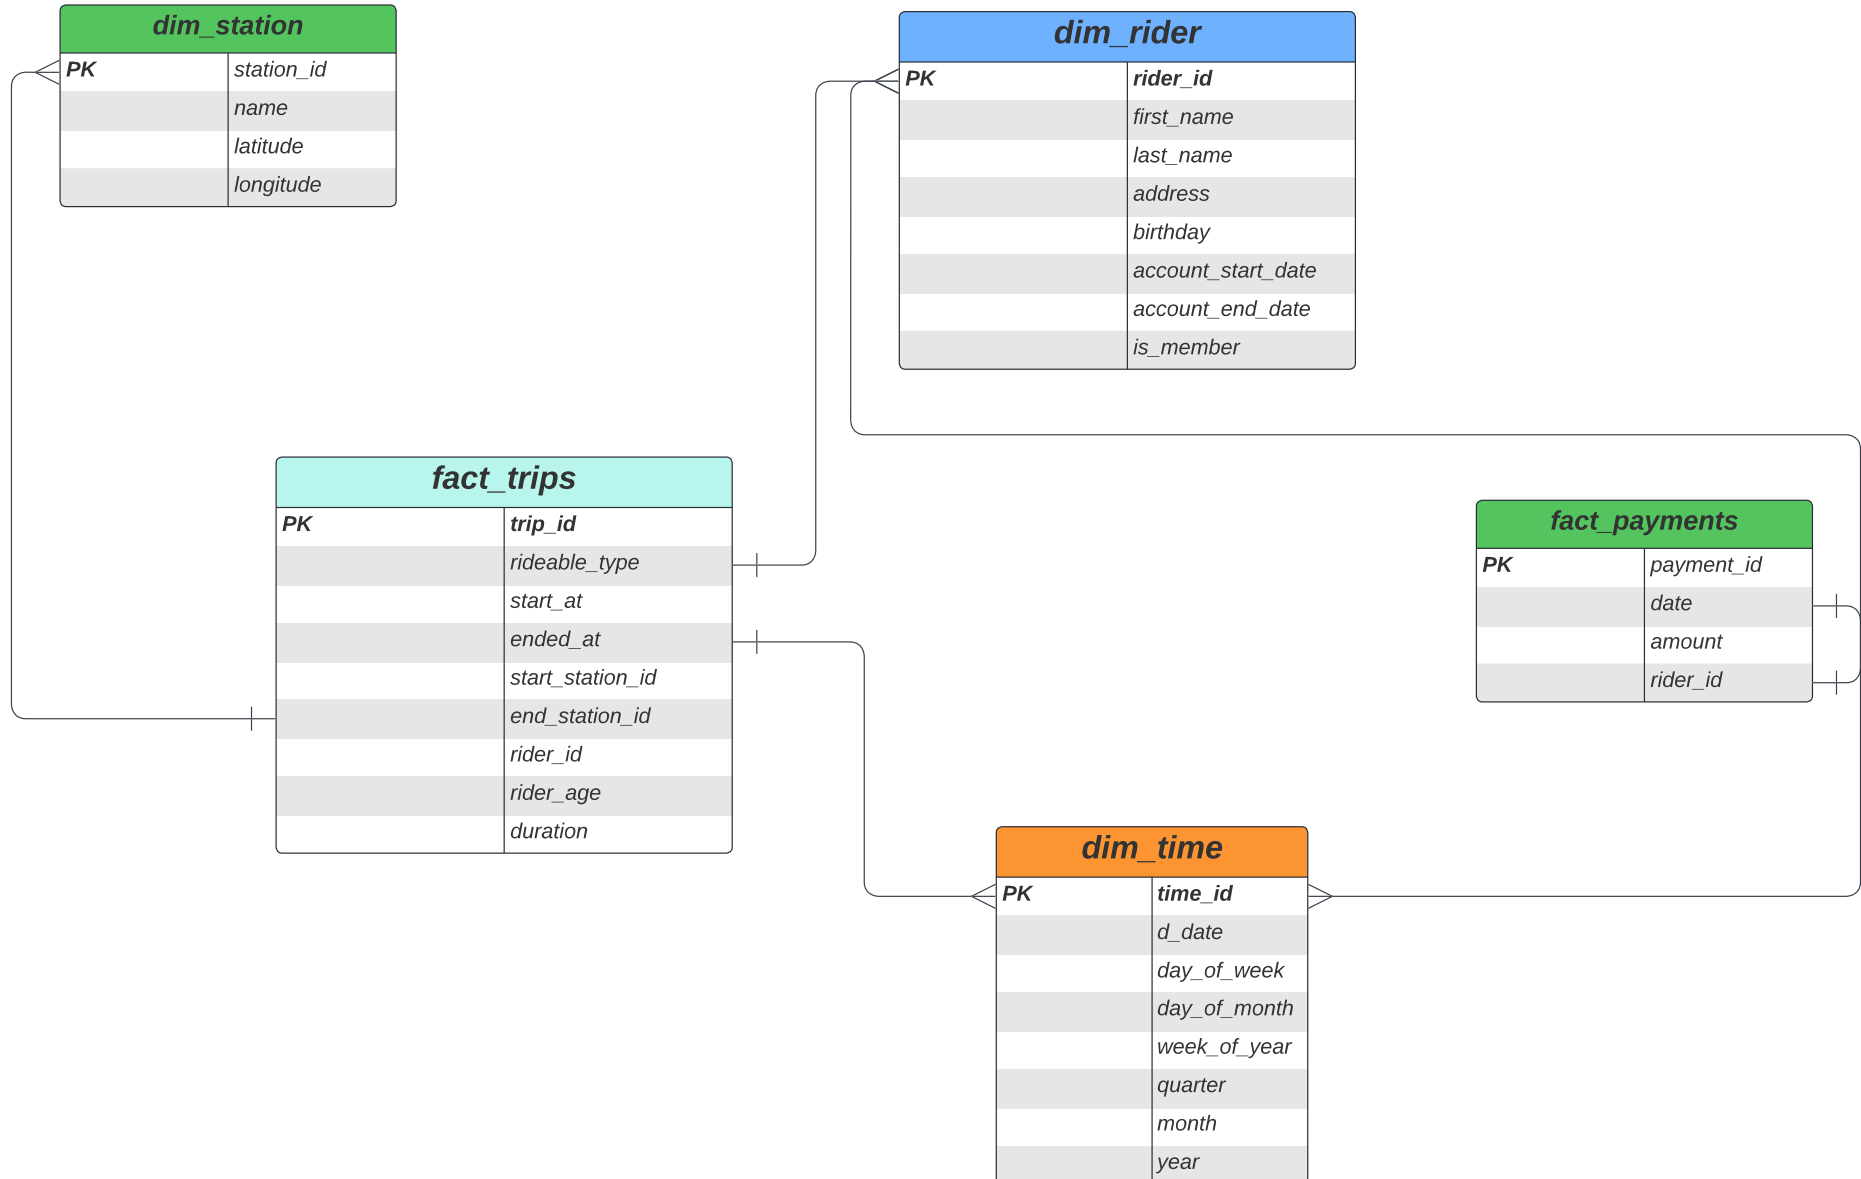 dim_station
PK station_id
name
latitude
longitude
dim_rider
PK rider_id
first_name
last_name
address
birthday
account_start_date
account_end_date
is_member
fact_trips
PK trip_id
rideable_type
start_at
ended_at
start_station_id
end_station_id
rider_id
rider_age
duration
fact_payments
PK payment_id
date
amount
rider_id
dim_time
PK time_id
d_date
day_of_week
day_of_month
week_of_year
quarter
month
year